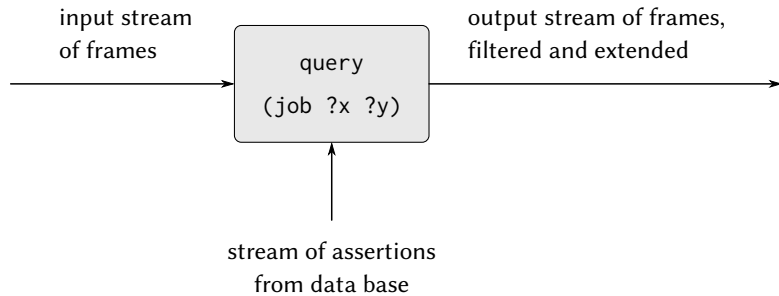 input stream
of frames
output stream of frames,
filtered and extended
query
(job ?x ?y)
stream of assertions
from data base